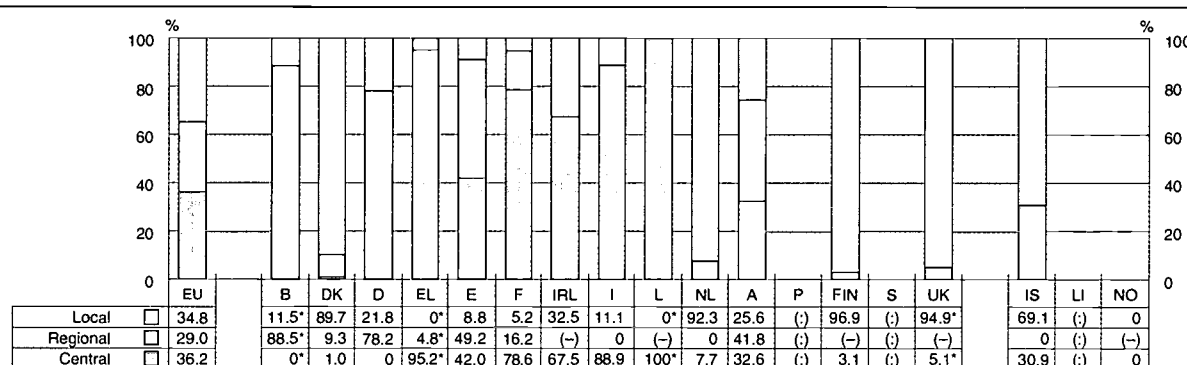 % %
100 100
80 80
60 60
40 40
20 20
0 0
EU B DK D EL E F IRL I L NL A P FIN S UK IS LI NO
Local 34.8 11.5* 89.7 21.8 0* 8.8 5.2 32.5 11.1 0* 92.3 25.6 (:) 96.9 (:) 94.9* 69.1 (:) 0
Regional 29.0 88.5* 9.3 78.2 4.8* 49.2 16.2 (–) 0 (–) 0 41.8 (:) (–) (:) (–) 0 (:) (–)
Central 36.2 0* 1.0 0 95.2* 42.0 78.6 67.5 88.9 100* 7.7 32.6 (:) 3.1 (:) 5.1* 30.9 (:) 0